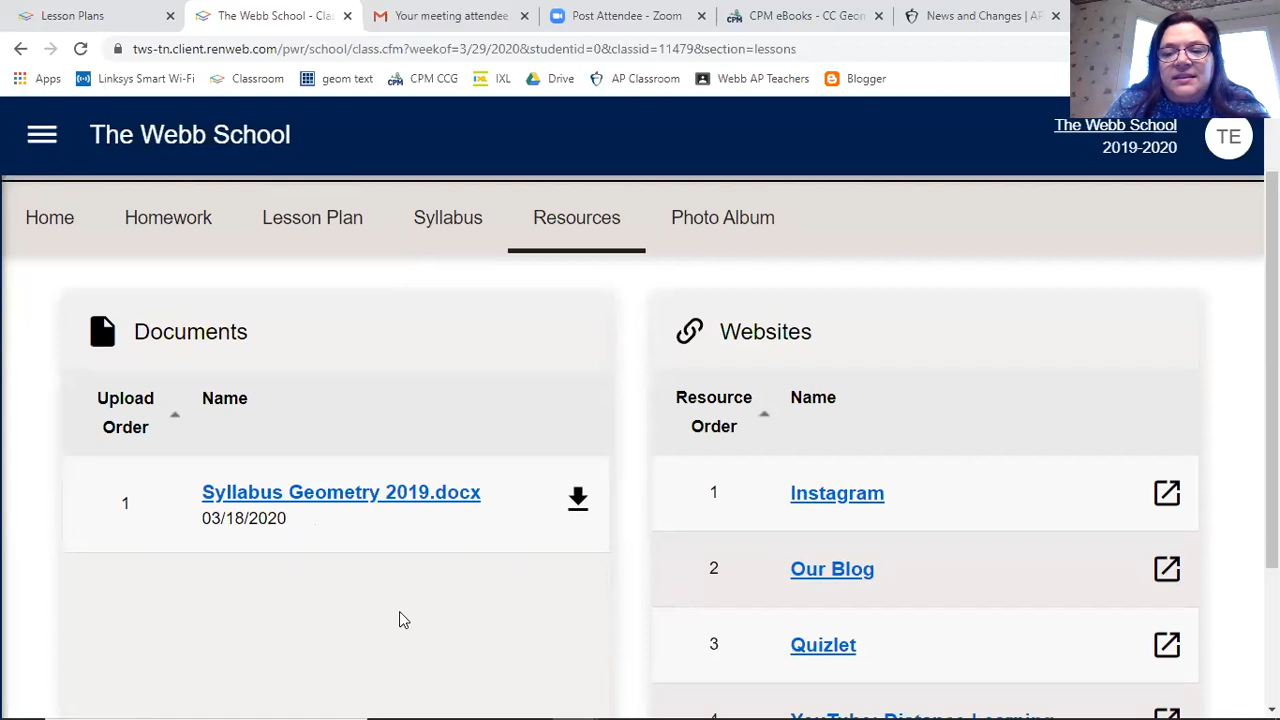 Lesson Plans
The Webb School - Cla
Your meeting attendee
Post Attendee - Zoom
CPM eBooks - CC Geon
News and Changes | A
tws-tn.client.renweb.com/pwr/school/class.cfm?weekof=3/29/2020&studentid=0&classid=11479&section=lessons
Apps Linksys Smart Wi-Fi Classroom geom text CPM CCG IXL Drive AP Classroom Webb AP Teachers Blogger
The Webb School
The Webb School
2019-2020
TE
Home Homework Lesson Plan Syllabus Resources Photo Album
Documents
Upload
Order
Name
1
Syllabus Geometry 2019.docx
03/18/2020
Websites
Resource
Order
Name
1 Instagram
2 Our Blog
3 Quizlet
4 YouTube: Distance Learning